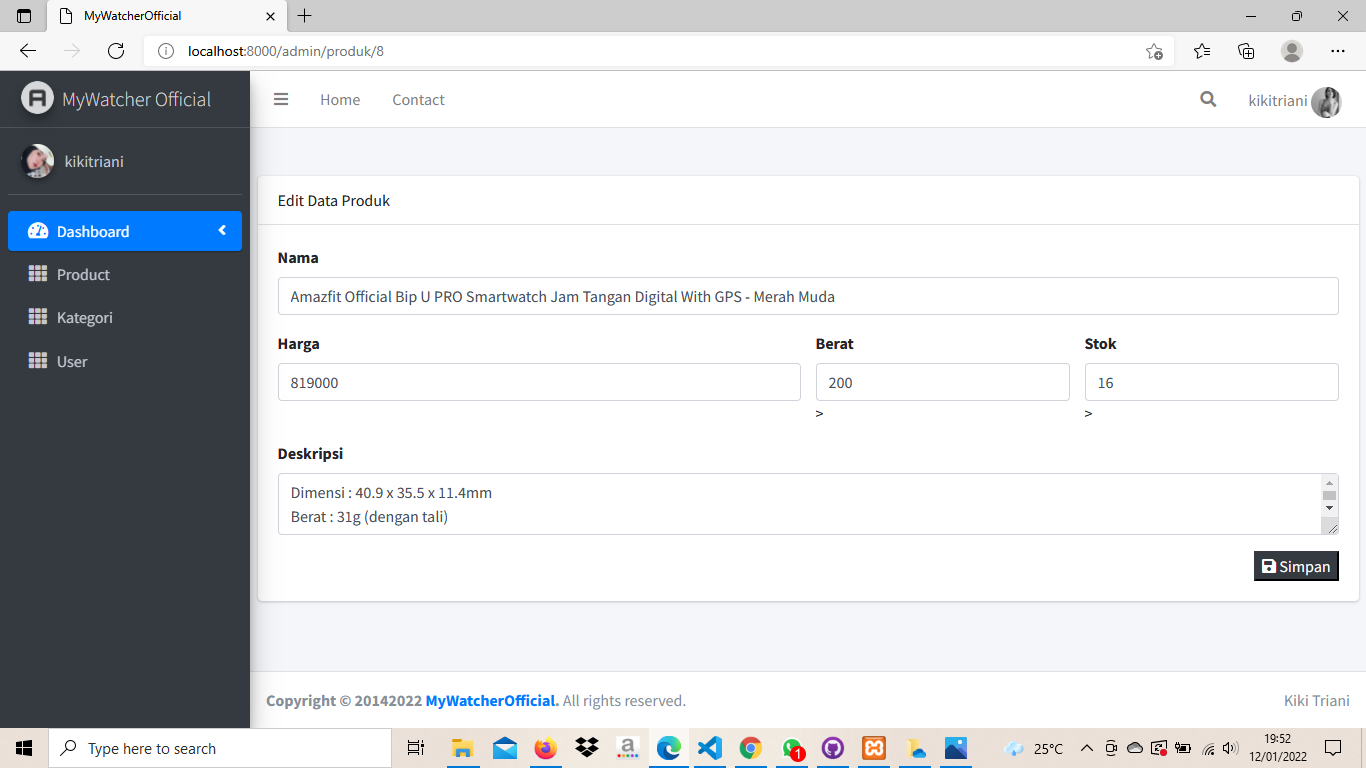 MyWatcherOfficial
localhost:8000/admin/produk/8
MyWatcher Official
Home
Contact
kikitriani
kikitriani
Dashboard
Product
Kategori
User
Edit Data Produk
Nama
Amazfit Official Bip U PRO Smartwatch Jam Tangan Digital With GPS - Merah Muda
Harga
Berat
Stok
819000
200
16
>
>
Deskripsi
Dimensi : 40.9 x 35.5 x 11.4mm
Berat : 31g (dengan tali)
Simpan
Copyright © 20142022 MyWatcherOfficial. All rights reserved.
Kiki Triani
Type here to search
a
1
25°C
19:52
12/01/2022